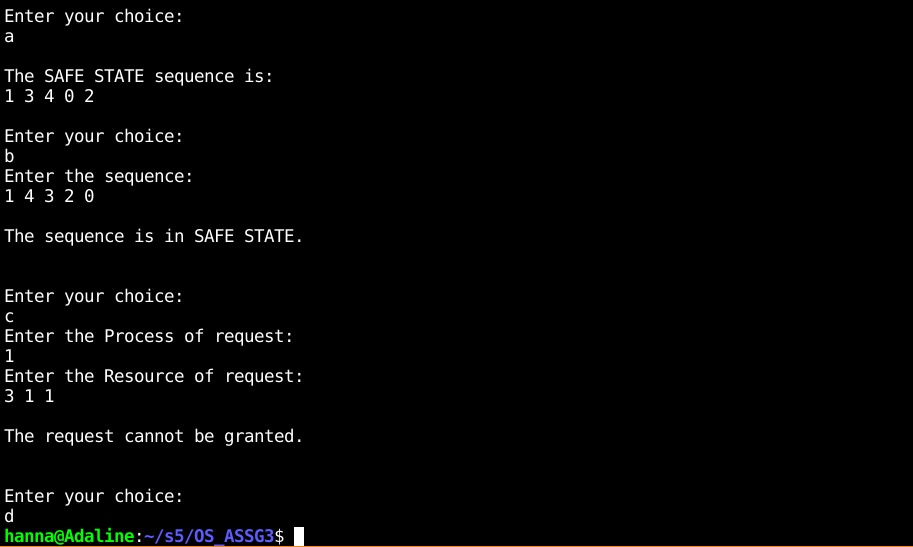 Enter your choice:
a
The SAFE STATE sequence is:
1 3 4 0 2
Enter your choice:
b
Enter the sequence:
1 4 3 2 0
The sequence is in SAFE STATE.
Enter your choice:
c
Enter the Process of request:
1
Enter the Resource of request:
3 1 1
The request cannot be granted.
Enter your choice:
d
hanna@Adaline:~/s5/OS_ASSG3$